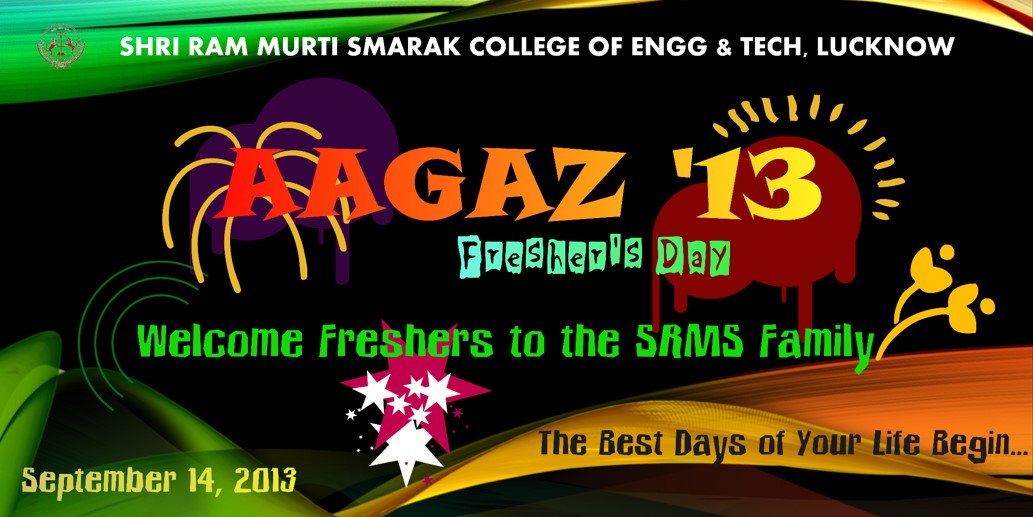 SHRI RAM MURTI SMARAK COLLEGE OF ENGG & TECH, LUCKNOW
AAGAZ '13
Fresher's Day
Welcome Freshers to the SRMS Family
The Best Days of Your Life Begin...
September 14, 2013